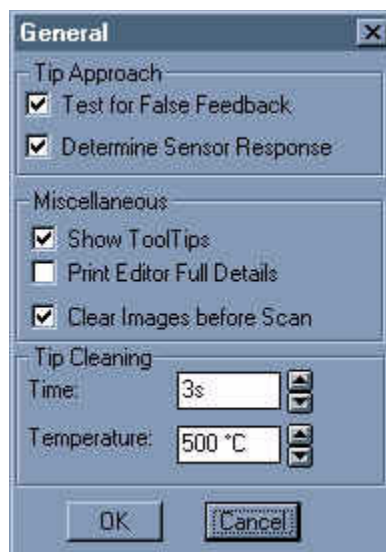 General
Tip Approach
Test for False Feedback
Determine Sensor Response
Miscellaneous
Show ToolTips
Print Editor Full Details
Clear Images before Scan
Tip Cleaning
Time: 3s
Temperature: 500 °C
OK Cancel